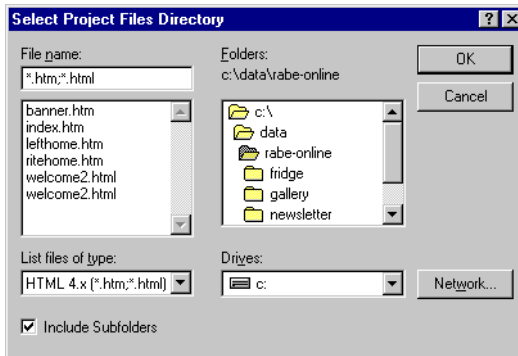 Select Project Files Directory
File name:
*.htm;*.html
banner.htm
index.htm
lefthome.htm
ritehome.htm
welcome2.html
welcome2.html
List files of type:
HTML 4.x (*.htm;*.html)
Include Subfolders
Folders:
c:\data\rabe-online
c:\
data
rabe-online
fridge
gallery
newsletter
Drives:
c:
OK
Cancel
Network...